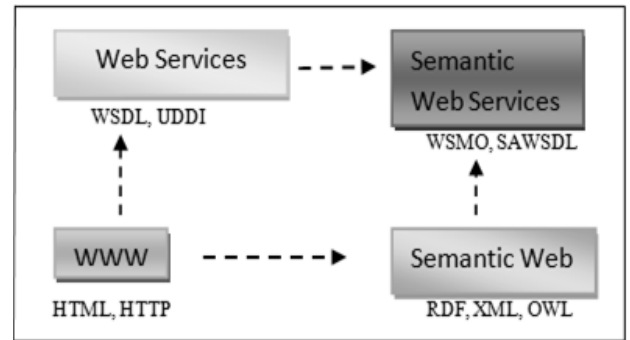 Web Services
WSDL, UDDI
Semantic
Web Services
WSMO, SAWSDL
WWW
HTML, HTTP
Semantic Web
RDF, XML, OWL